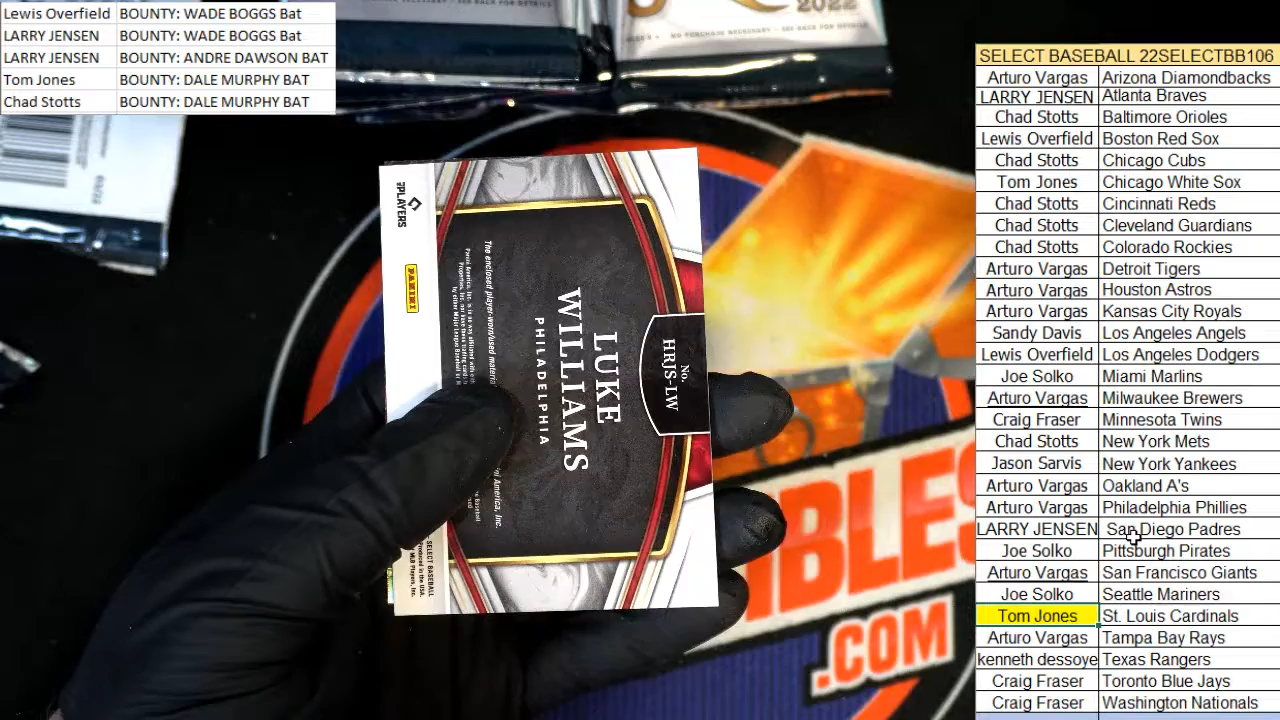 Lewis Overfield BOUNTY: WADE BOGGS Bat
LARRY JENSEN BOUNTY: WADE BOGGS Bat
LARRY JENSEN BOUNTY: ANDRE DAWSON BAT
Tom Jones BOUNTY: DALE MURPHY BAT
Chad Stotts BOUNTY: DALE MURPHY BAT
2022
SELECT BASEBALL 22SELECTBB106
Arturo Vargas Arizona Diamondbacks
LARRY JENSEN Atlanta Braves
Chad Stotts Baltimore Orioles
Lewis Overfield Boston Red Sox
Chad Stotts Chicago Cubs
Tom Jones Chicago White Sox
Chad Stotts Cincinnati Reds
Chad Stotts Cleveland Guardians
Chad Stotts Colorado Rockies
Arturo Vargas Detroit Tigers
Arturo Vargas Houston Astros
Arturo Vargas Kansas City Royals
Sandy Davis Los Angeles Angels
Lewis Overfield Los Angeles Dodgers
Joe Solko Miami Marlins
Arturo Vargas Milwaukee Brewers
Craig Fraser Minnesota Twins
Chad Stotts New York Mets
Jason Sarvis New York Yankees
Arturo Vargas Oakland A's
Arturo Vargas Philadelphia Phillies
LARRY JENSEN San Diego Padres
Joe Solko Pittsburgh Pirates
Arturo Vargas San Francisco Giants
Joe Solko Seattle Mariners
Tom Jones St. Louis Cardinals
Arturo Vargas Tampa Bay Rays
kenneth dessoye Texas Rangers
Craig Fraser Toronto Blue Jays
Craig Fraser Washington Nationals
No.
HRJS-LW
LUKE
WILLIAMS
PHILADELPHIA
The enclosed player-worn/used material
PLAYERS
PANINI
SELECT BASEBALL
IBLES
.COM